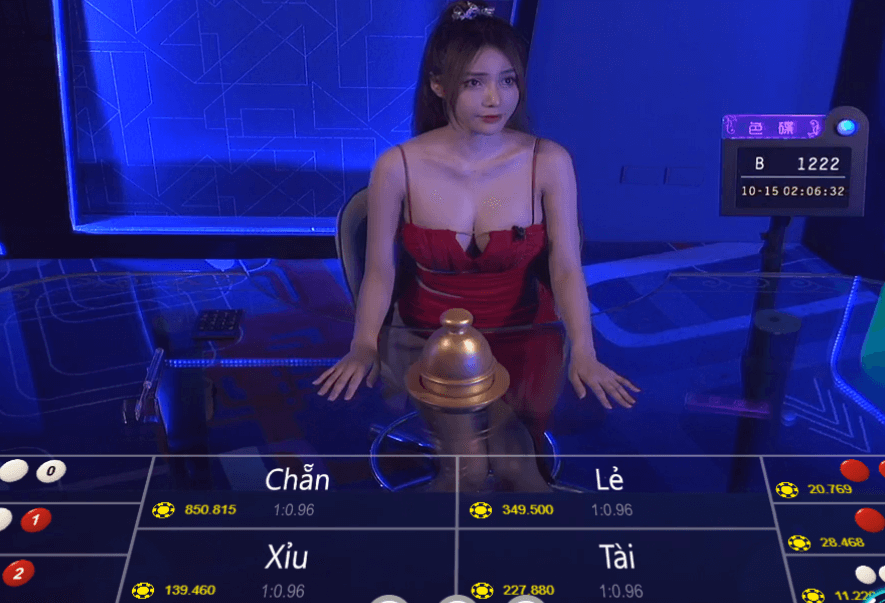 色碟
B 1222
10-15 02:06:32
0
Chẵn
Lẻ
850.815 1:0.96
349.500 1:0.96
20.769
1
28.468
Xỉu
Tài
2
139.460 1:0.96
227.880 1:0.96